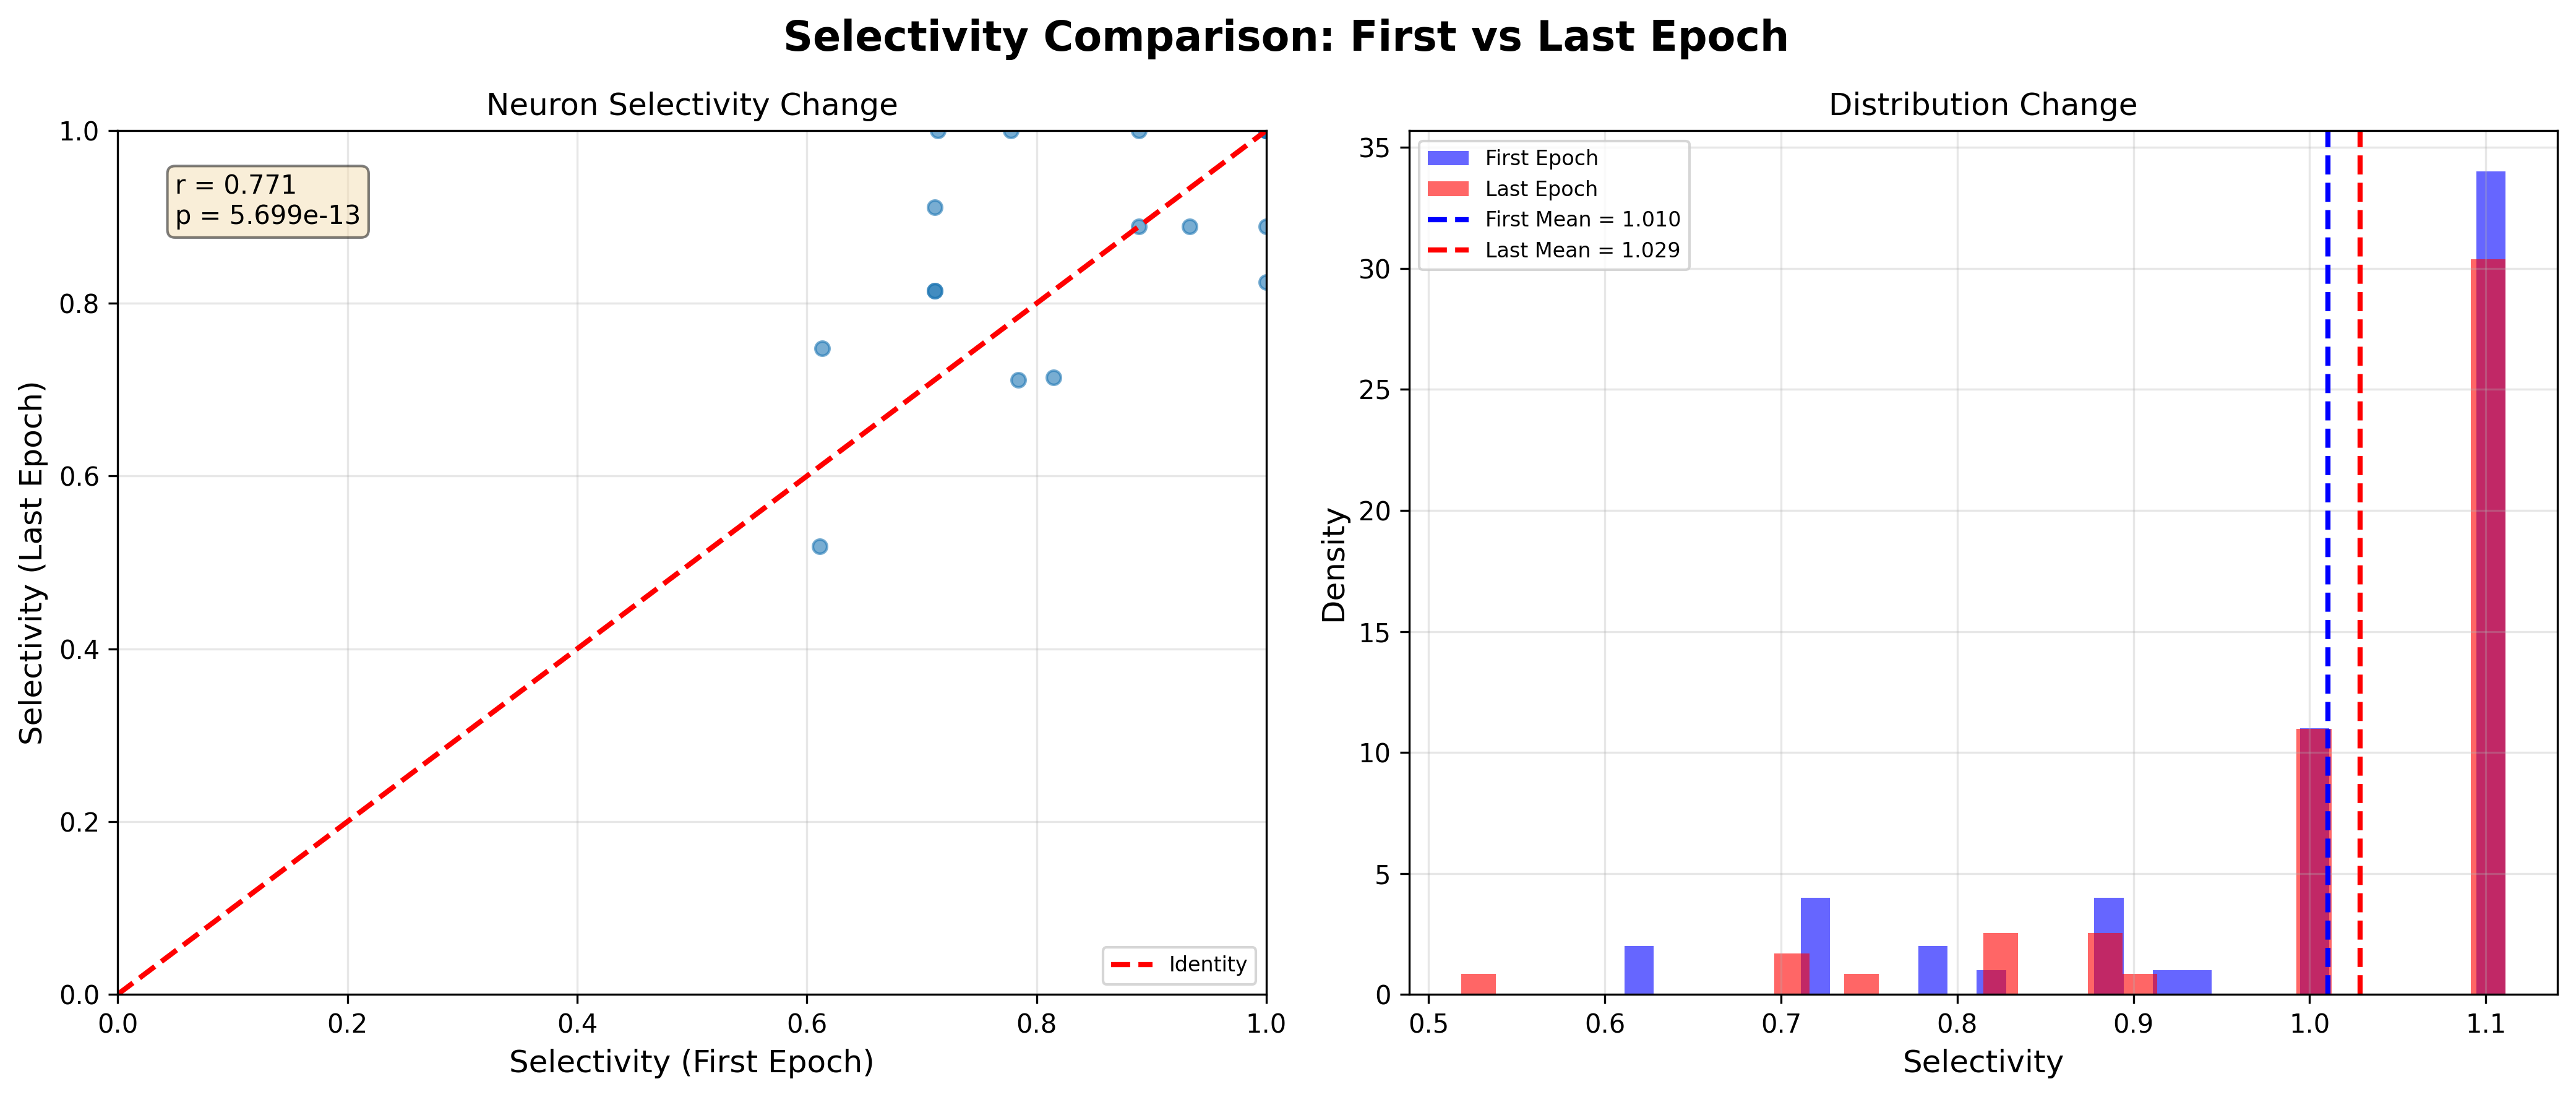 Selectivity Comparison: First vs Last Epoch
Neuron Selectivity Change
r = 0.771
p = 5.699e-13
Selectivity (Last Epoch)
1.0
0.8
0.6
0.4
0.2
0.0
0.0 0.2 0.4 0.6 0.8 1.0
Selectivity (First Epoch)
Identity
Distribution Change
First Epoch
Last Epoch
First Mean = 1.010
Last Mean = 1.029
Density
35
30
25
20
15
10
5
0
0.5 0.6 0.7 0.8 0.9 1.0 1.1
Selectivity